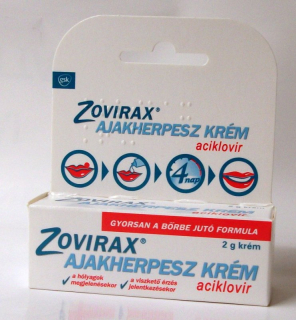 gsk
ZOVIRAX®
AJAKHERPESZ KRÉM
aciklovir
4 nap
GYORSAN A BŐRBE JUTÓ FORMULA
ZOVIRAX®
2 g krém
AJAKHERPESZ KRÉM
a hólyagok megjelenésekor
a viszkető érzés jelentkezésekor
aciklovir